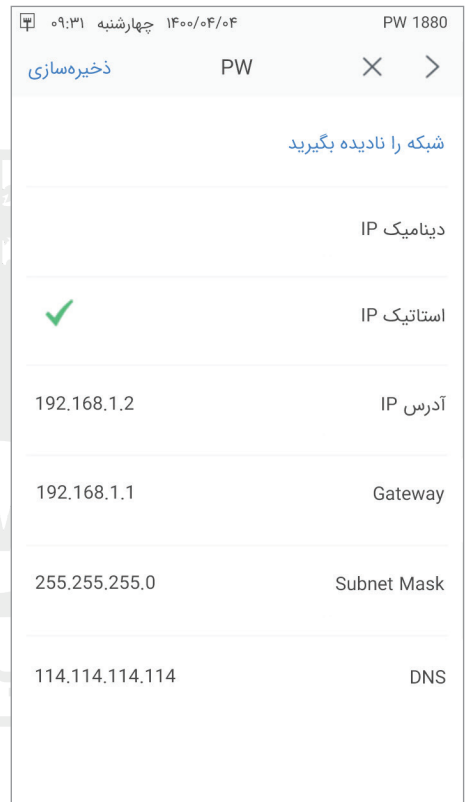 PW 1880 ۱۴۰۰/۰۴/۰۴ چهارشنبه ۰۹:۳۱
PW ذخیره‌سازی
شبکه را نادیده بگیرید
دینامیک IP
استاتیک IP
آدرس IP 192.168.1.2
Gateway 192.168.1.1
Subnet Mask 255.255.255.0
DNS 114.114.114.114